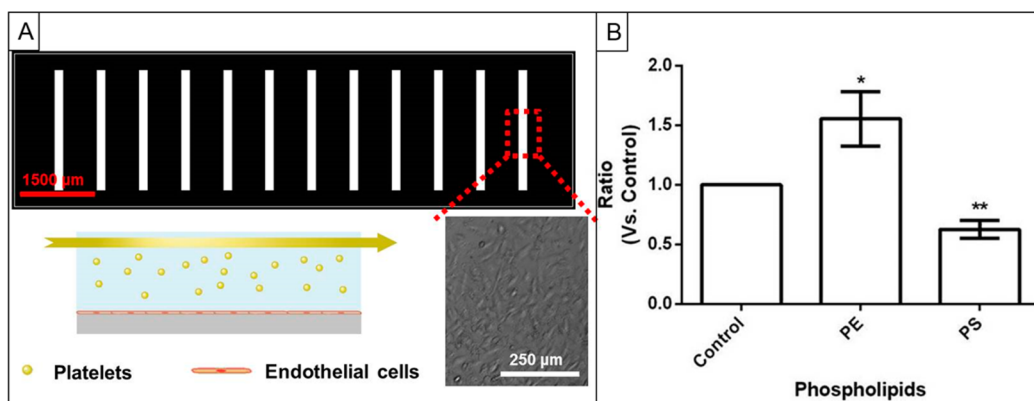 A
1500 µm
250 µm
Platelets
Endothelial cells
B
Ratio
(Vs. Control)
2.0
1.5
1.0
0.5
0.0
*
**
Control
PE
PS
Phospholipids